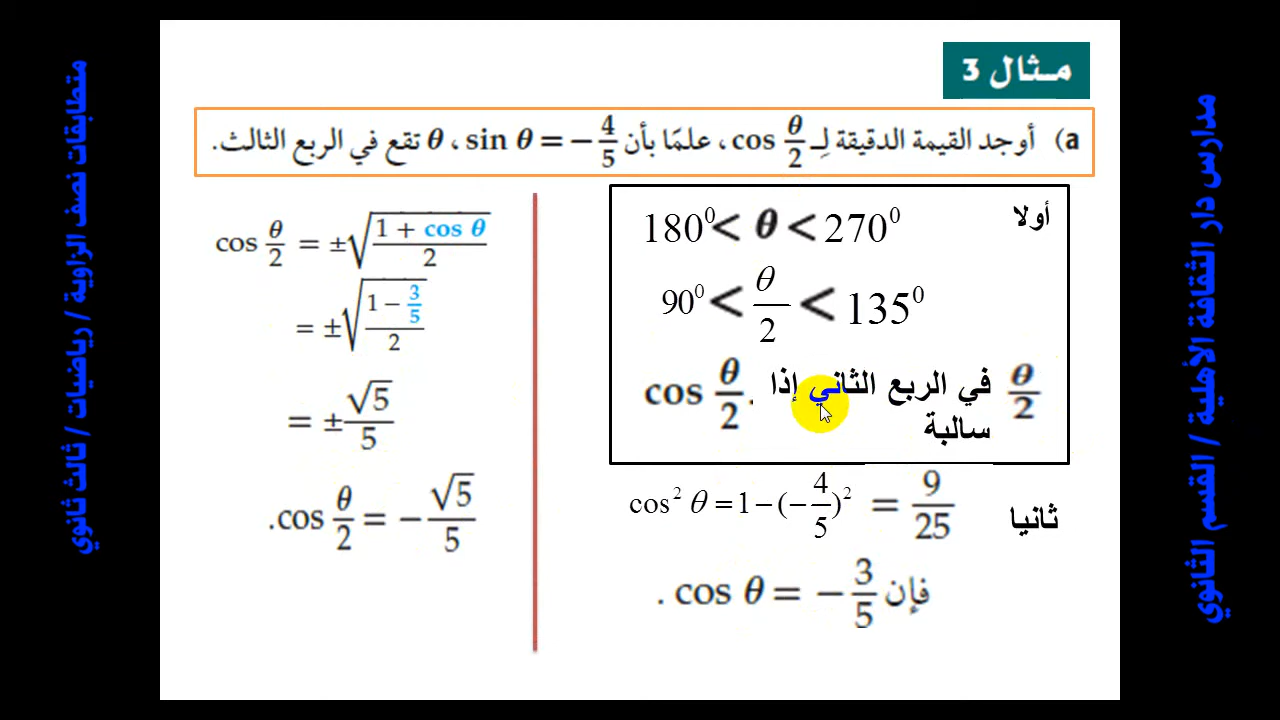 مـثال 3
a) أوجد القيمة الدقيقة لِـ cos θ/2 ، علمًا بأن sin θ = −4/5 ، θ تقع في الربع الثالث.
أولا
180⁰ < θ < 270⁰
90⁰ < θ/2 < 135⁰
θ/2 في الربع الثاني إذا cos θ/2.
سالبة
ثانيا
cos² θ = 1 − (−4/5)² = 9/25
فإن cos θ = −3/5 .
cos θ/2 = ±√((1 + cos θ)/2)
= ±√((1 − 3/5)/2)
= ±√5/5
.cos θ/2 = −√5/5
مدارس دار الثقافة الأهلية / القسم الثانوي
متطابقات نصف الزاوية / رياضيات / ثالث ثانوي